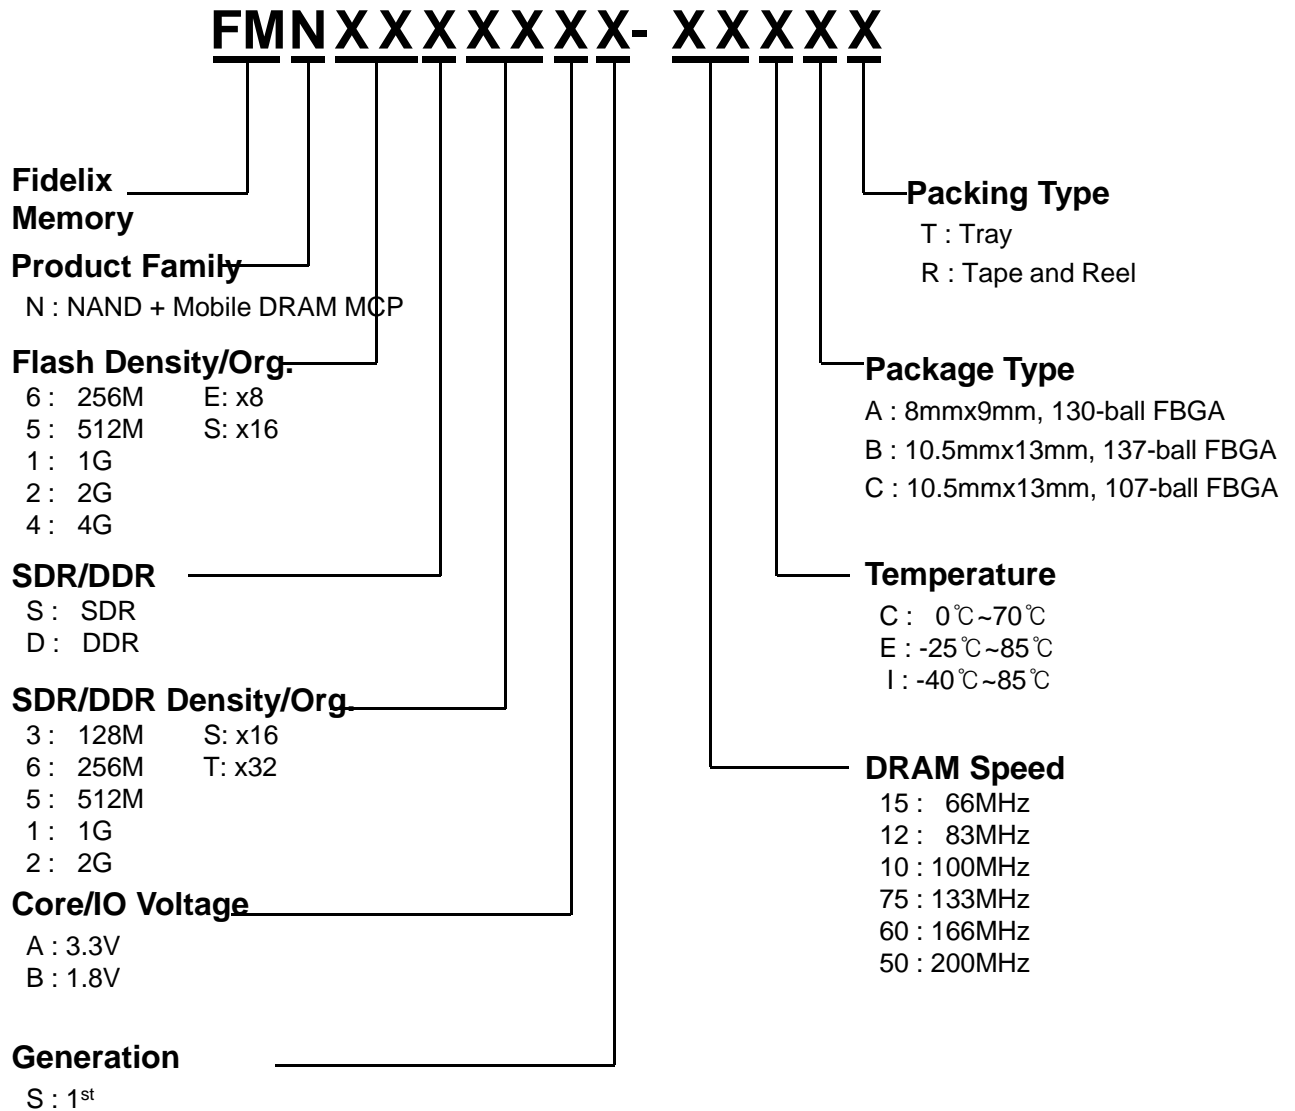 FMNXXXXXXX- XXXXX
Fidelix
Memory
Product Family
N : NAND + Mobile DRAM MCP
Flash Density/Org.
6 : 256M E: x8
5 : 512M S: x16
1 : 1G
2 : 2G
4 : 4G
SDR/DDR
S : SDR
D : DDR
SDR/DDR Density/Org.
3 : 128M S: x16
6 : 256M T: x32
5 : 512M
1 : 1G
2 : 2G
Core/IO Voltage
A : 3.3V
B : 1.8V
Generation
S : 1st
Packing Type
T : Tray
R : Tape and Reel
Package Type
A : 8mmx9mm, 130-ball FBGA
B : 10.5mmx13mm, 137-ball FBGA
C : 10.5mmx13mm, 107-ball FBGA
Temperature
C : 0℃~70℃
E : -25℃~85℃
I : -40℃~85℃
DRAM Speed
15 : 66MHz
12 : 83MHz
10 : 100MHz
75 : 133MHz
60 : 166MHz
50 : 200MHz